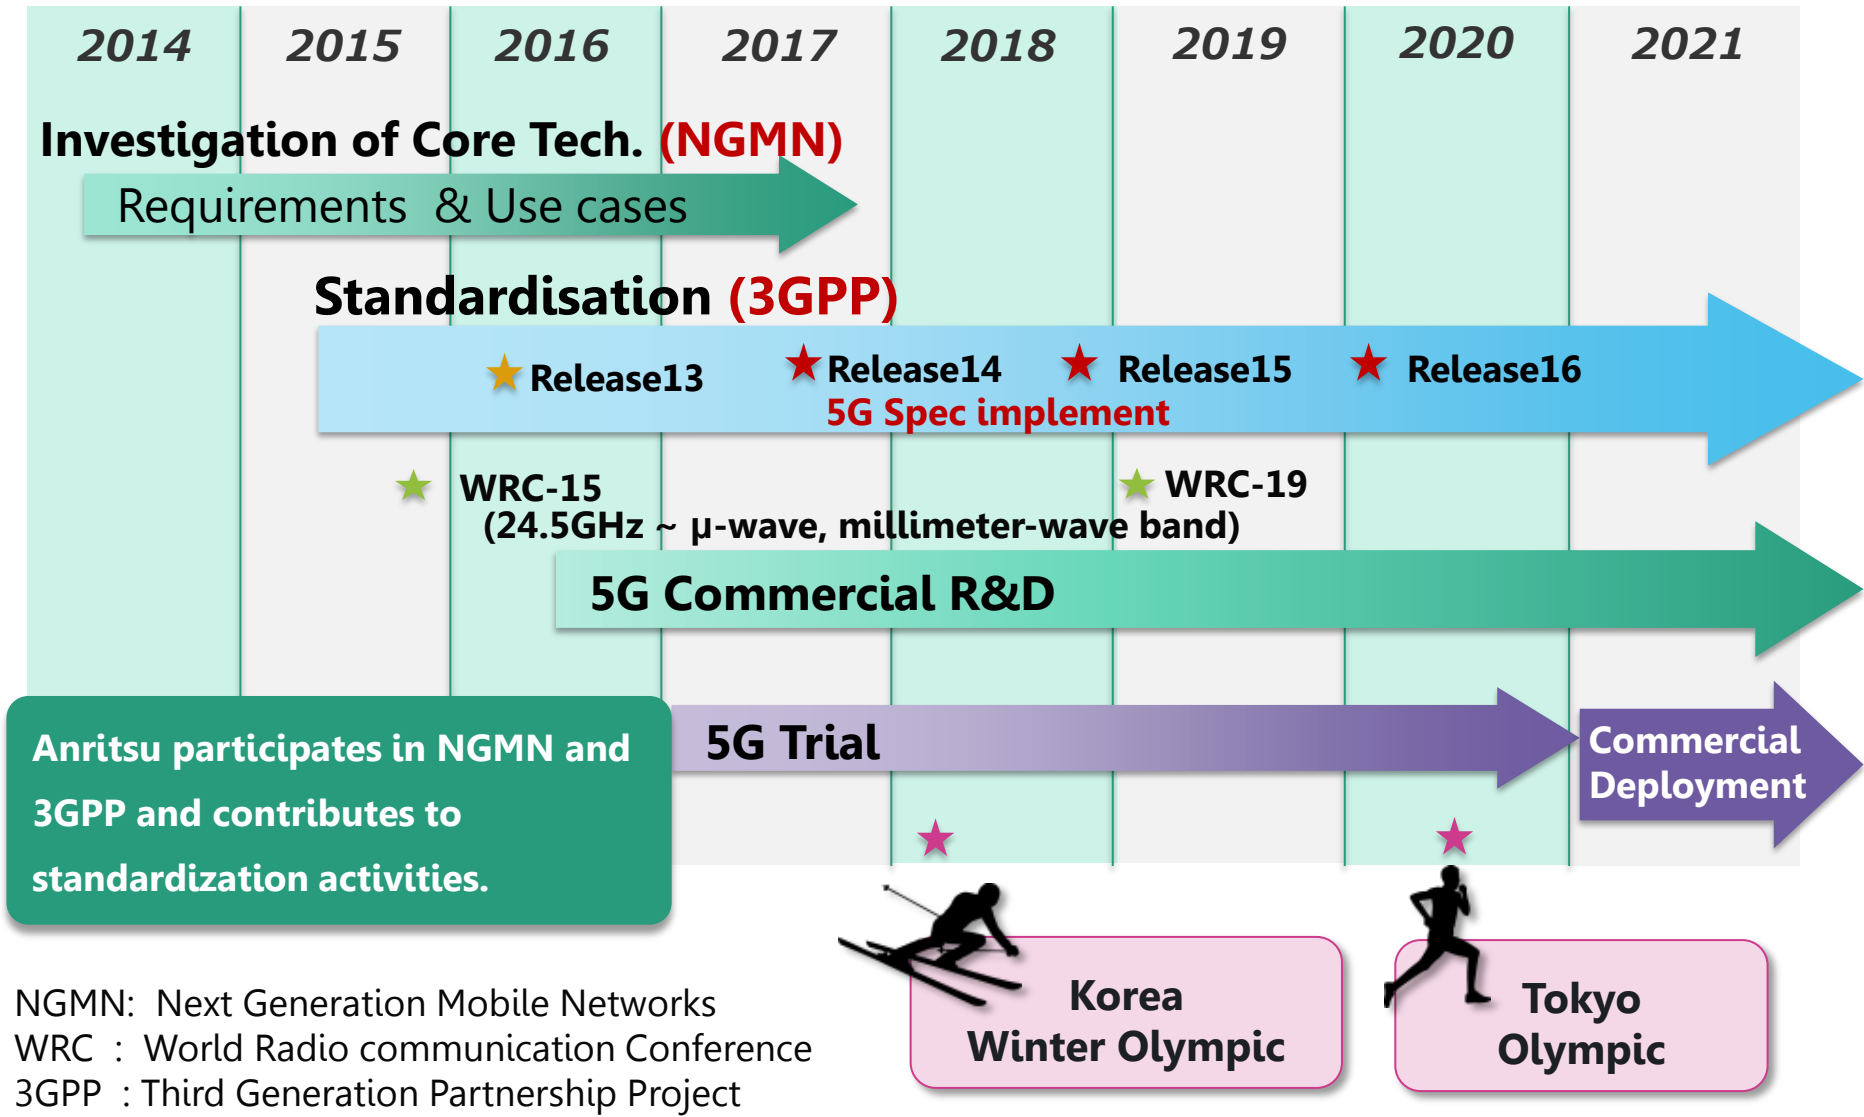 2014 2015 2016 2017 2018 2019 2020 2021
Investigation of Core Tech. (NGMN)
Requirements & Use cases
Standardisation (3GPP)
Release13 Release14 Release15 Release16
5G Spec implement
WRC-15 WRC-19
(24.5GHz ~ μ-wave, millimeter-wave band)
5G Commercial R&D
5G Trial
Commercial
Deployment
Anritsu participates in NGMN and
3GPP and contributes to
standardization activities.
Korea
Winter Olympic
Tokyo
Olympic
NGMN: Next Generation Mobile Networks
WRC : World Radio communication Conference
3GPP : Third Generation Partnership Project